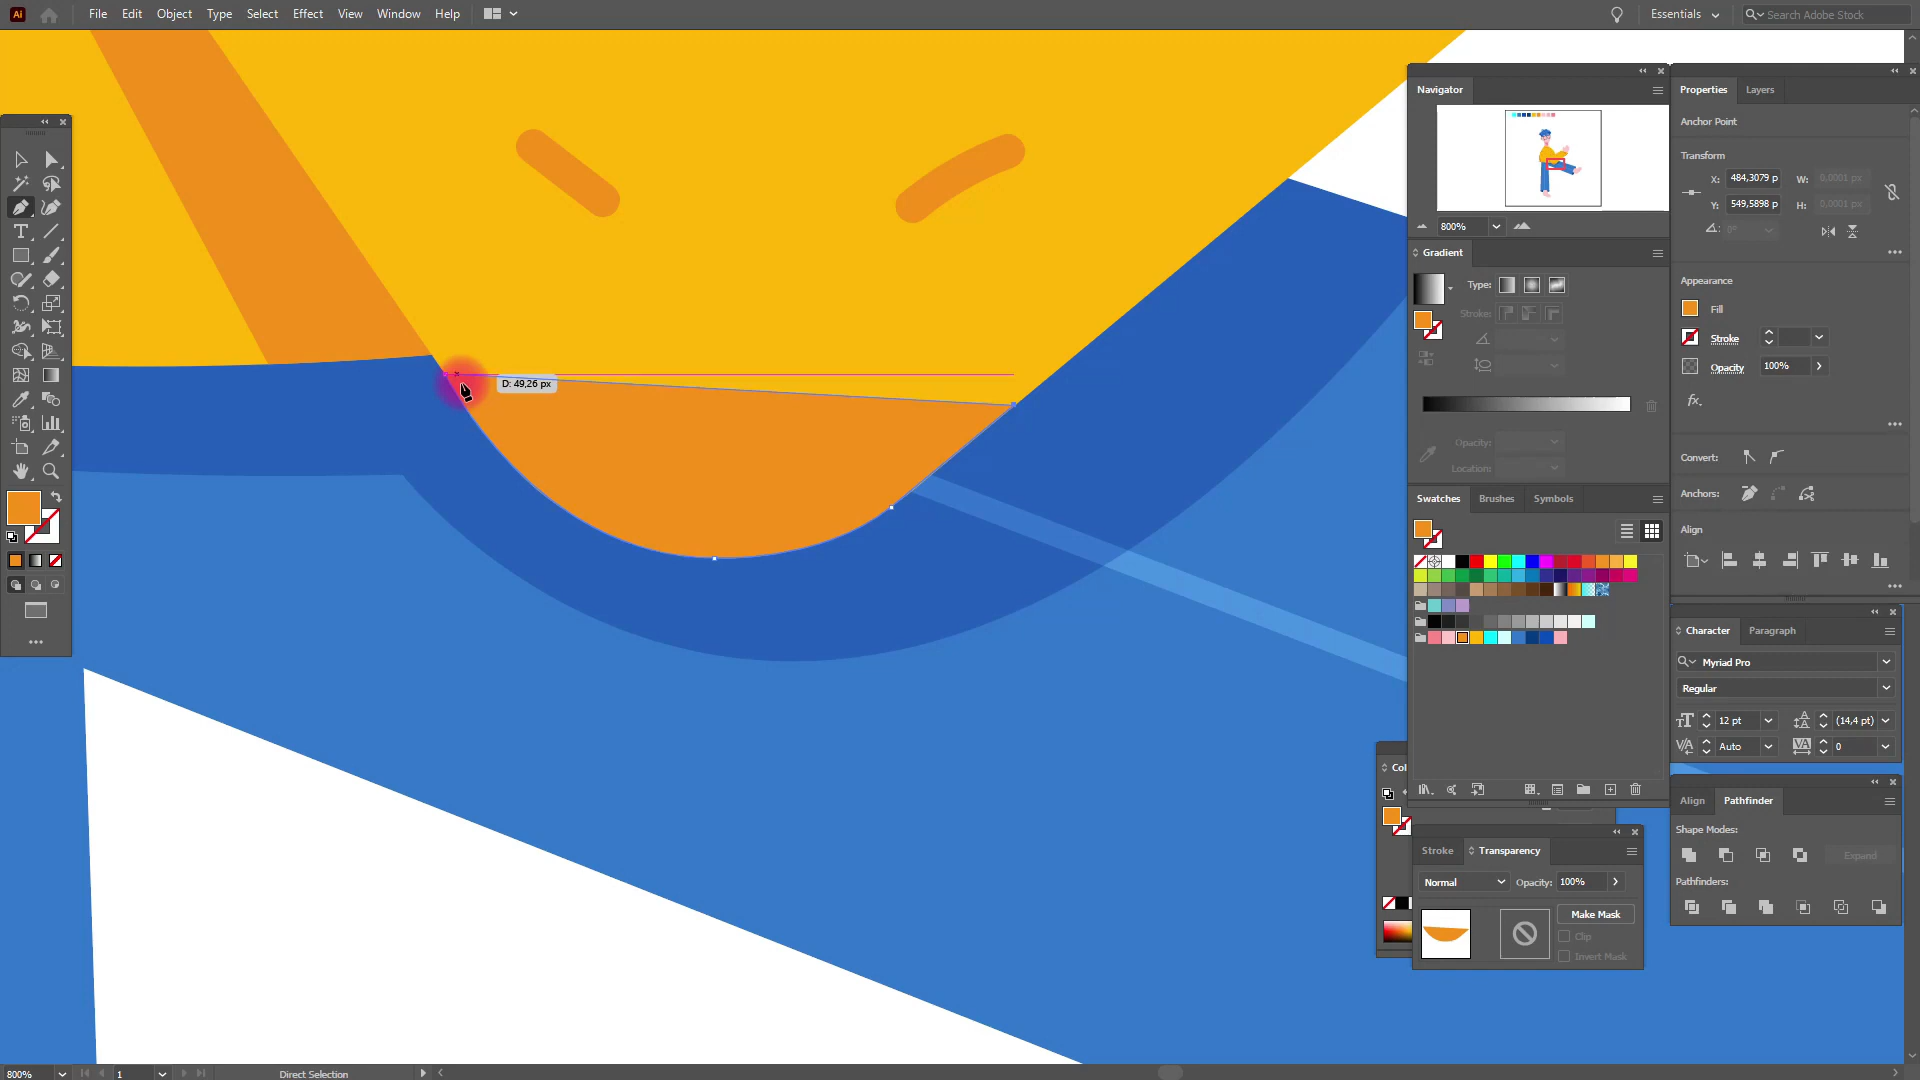 Ai File Edit Object Type Select Effect View Window Help Essentials Search Adobe Stock
Navigator
800%
Gradient
Type:
Stroke:
Opacity:
Location:
Swatches Brushes Symbols
D: 49,26 px
Properties Layers
Anchor Point
Transform
X: 484,3079 p W: 0,0001 px
Y: 549,5898 p H: 0,0001 px
0°
Appearance
Fill
Stroke
Opacity 100%
fx.
Convert:
Anchors:
Align
Character Paragraph
Myriad Pro
Regular
12 pt (14,4 pt)
Auto 0
Align Pathfinder
Shape Modes:
Expand
Pathfinders:
Col
Stroke Transparency
Normal Opacity: 100%
Make Mask
Clip
Invert Mask
800% 1 Direct Selection